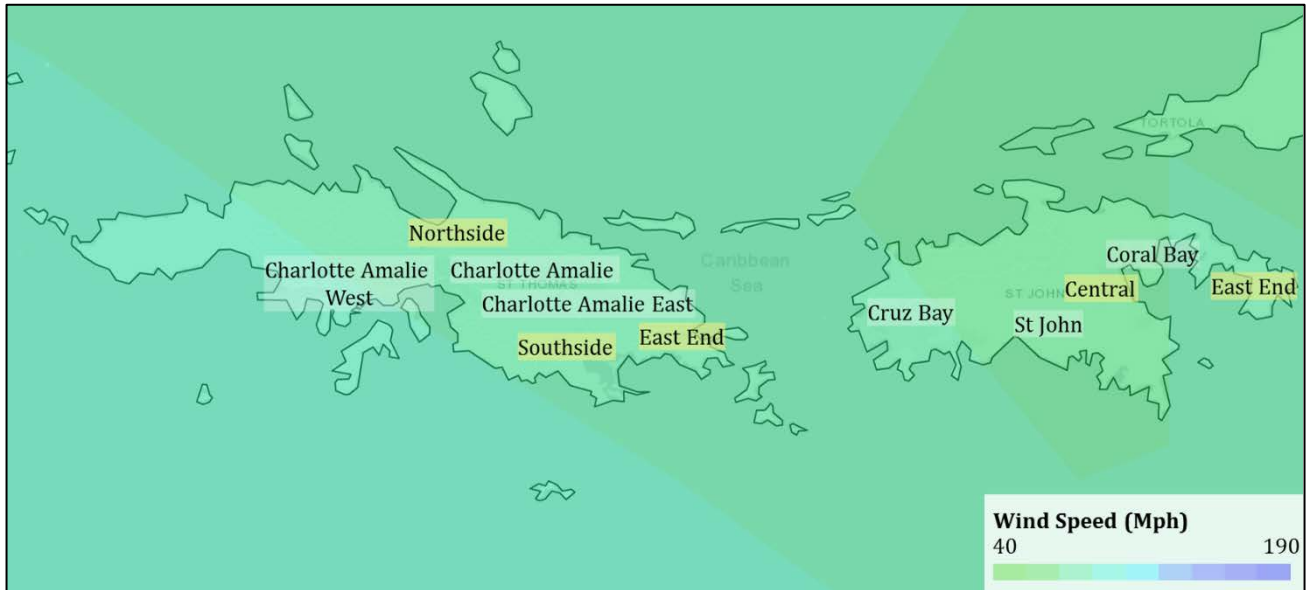 TORTOLA
Northside
Charlotte Amalie
West
Charlotte Amalie
ST THOMAS
Charlotte Amalie East
Southside
East End
Caribbean
Sea
Cruz Bay
ST JOHN
St John
Central
Coral Bay
East End
Wind Speed (Mph)
40 190